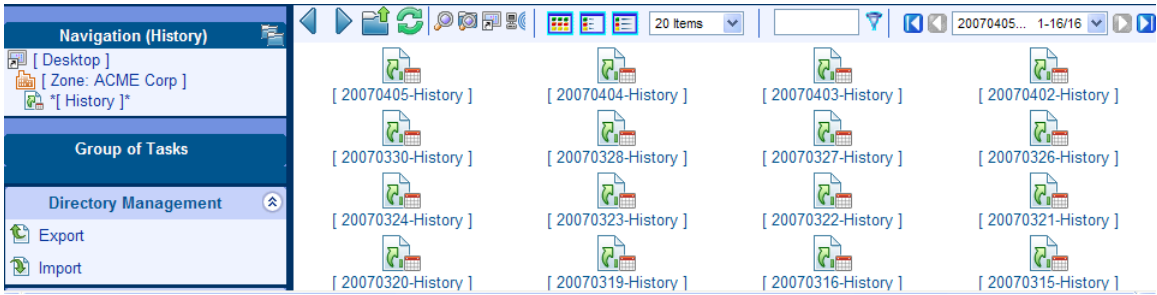 Navigation (History)
[ Desktop ]
[ Zone: ACME Corp ]
*[ History ]*
Group of Tasks
Directory Management
Export
Import
20 Items
20070405... 1-16/16
[ 20070405-History ] [ 20070404-History ] [ 20070403-History ] [ 20070402-History ]
[ 20070330-History ] [ 20070328-History ] [ 20070327-History ] [ 20070326-History ]
[ 20070324-History ] [ 20070323-History ] [ 20070322-History ] [ 20070321-History ]
[ 20070320-History ] [ 20070319-History ] [ 20070316-History ] [ 20070315-History ]